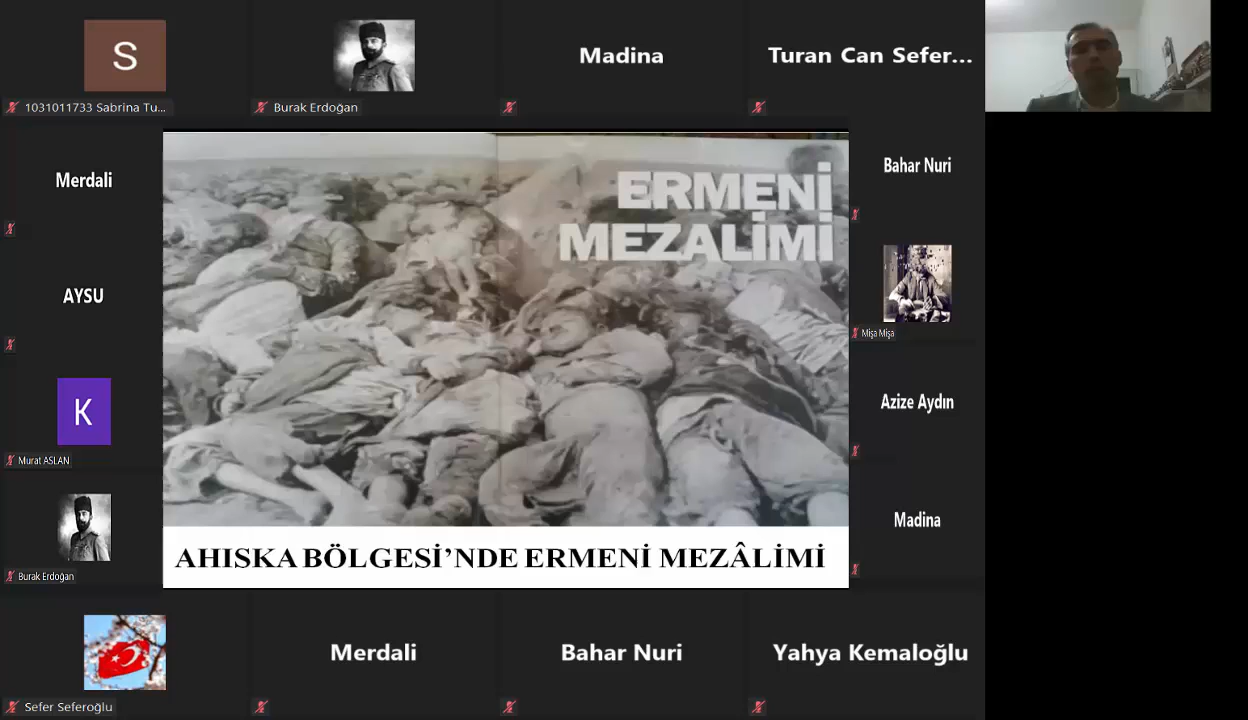 S
Madina
Turan Can Sefer...
1031011733 Sabrina Tu...
Burak Erdoğan
Merdali
AYSU
K
Murat ASLAN
Burak Erdoğan
ERMENİ
MEZALİMİ
AHISKA BÖLGESİ’NDE ERMENİ MEZÂLİMİ
Bahar Nuri
Mişa Mişa
Azize Aydın
Madina
Sefer Seferoğlu
Merdali
Bahar Nuri
Yahya Kemaloğlu